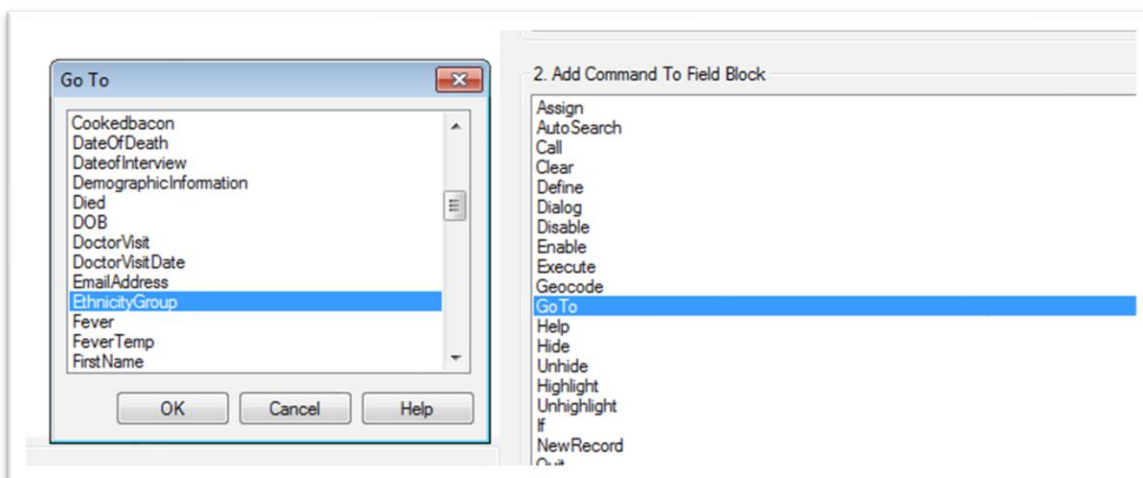 Go To
Cookedbacon
DateOfDeath
DateofInterview
DemographicInformation
Died
DOB
DoctorVisit
DoctorVisitDate
EmailAddress
EthnicityGroup
Fever
FeverTemp
FirstName
OK Cancel Help
2. Add Command To Field Block
Assign
AutoSearch
Call
Clear
Define
Dialog
Disable
Enable
Execute
Geocode
GoTo
Help
Hide
Unhide
Highlight
Unhighlight
If
NewRecord
Quit